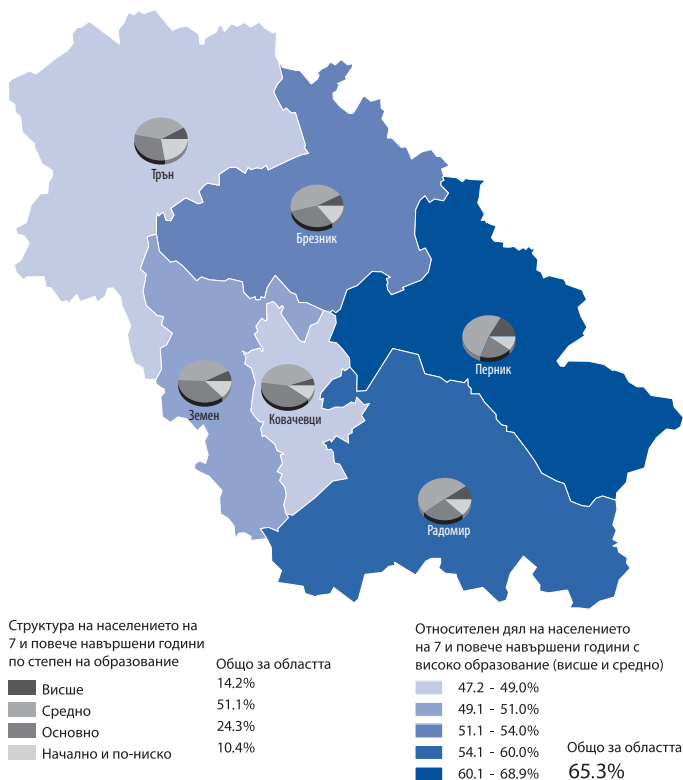 Трън
Брезник
Перник
Земен
Ковачевци
Радомир
Структура на населението на
7 и повече навършени години
по степен на образование
Общо за областта
Висше 14.2%
Средно 51.1%
Основно 24.3%
Начално и по-ниско 10.4%
Относителен дял на населението
на 7 и повече навършени години с
високо образование (висше и средно)
47.2 - 49.0%
49.1 - 51.0%
51.1 - 54.0%
54.1 - 60.0%
60.1 - 68.9%
Общо за областта
65.3%